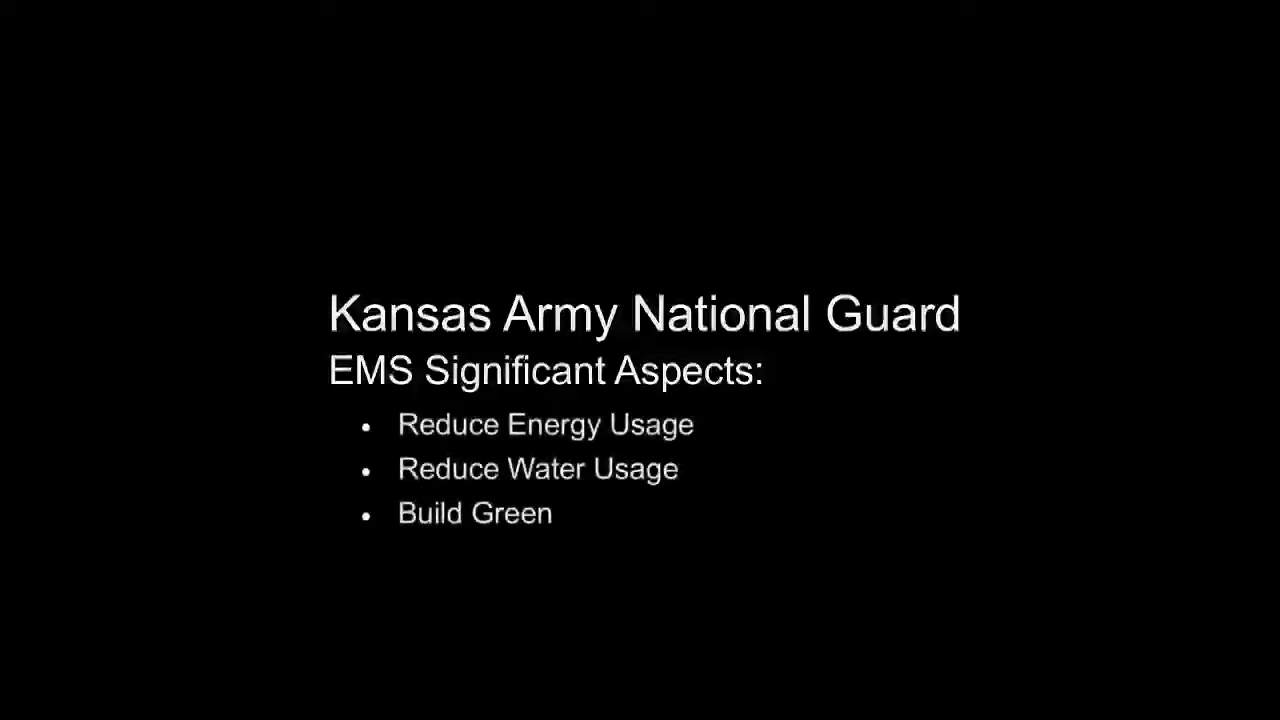 Kansas Army National Guard
EMS Significant Aspects:
• Reduce Energy Usage
• Reduce Water Usage
• Build Green